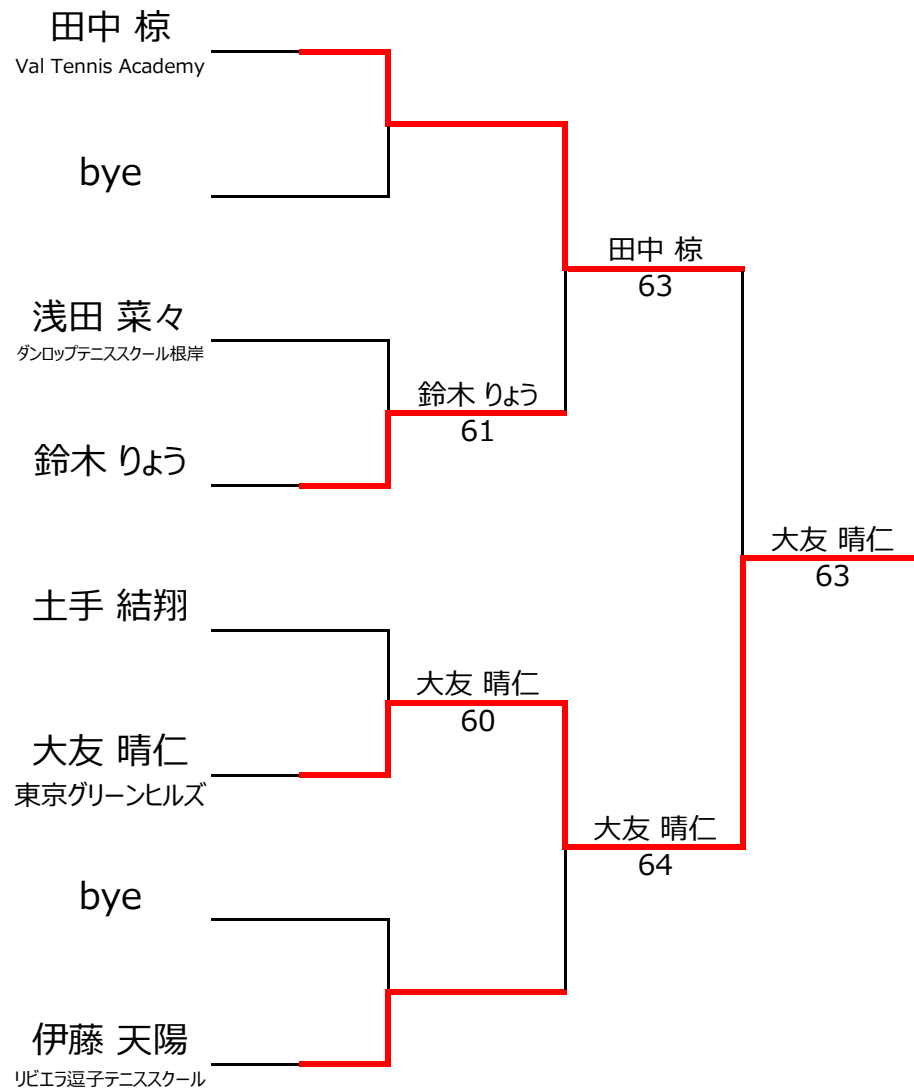 田中 椋
Val Tennis Academy
bye
田中 椋
63
浅田 菜々
ダンロップテニススクール根岸
鈴木 りょう
61
鈴木 りょう
大友 晴仁
63
土手 結翔
大友 晴仁
60
大友 晴仁
東京グリーンヒルズ
大友 晴仁
64
bye
伊藤 天陽
リビエラ逗子テニススクール